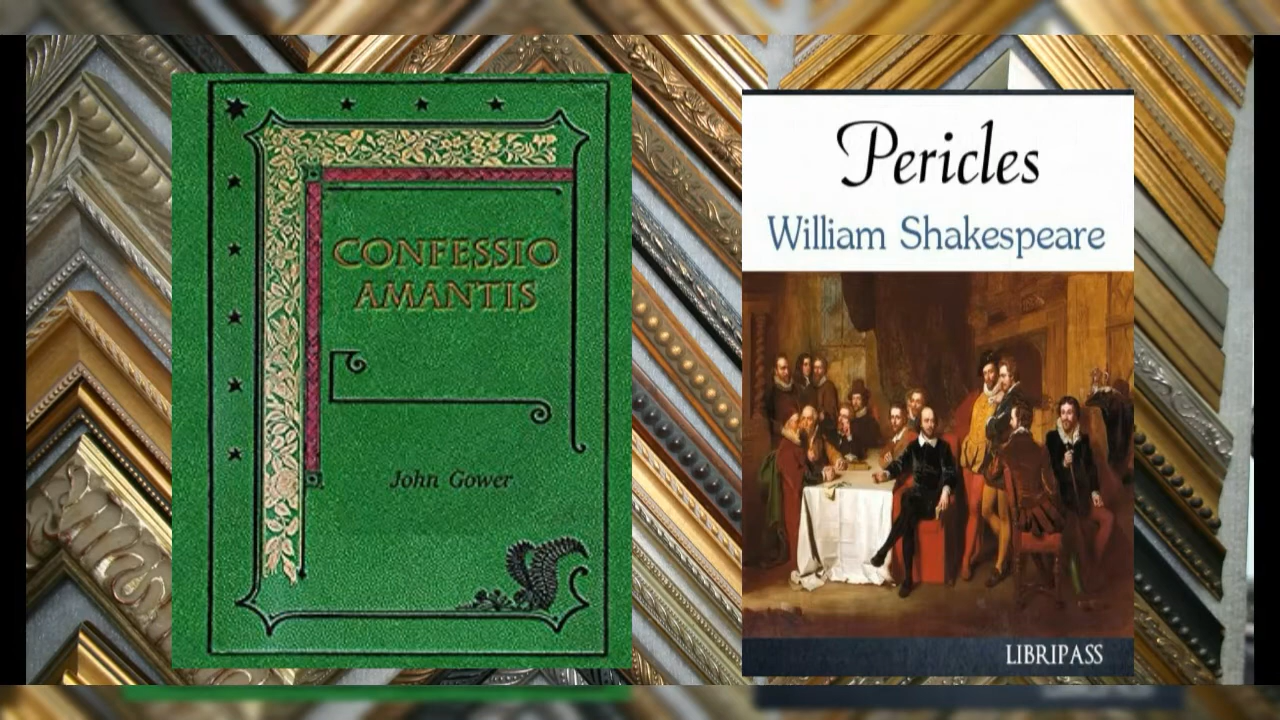 CONFESSIO
AMANTIS
John Gower
Pericles
William Shakespeare
LIBRIPASS